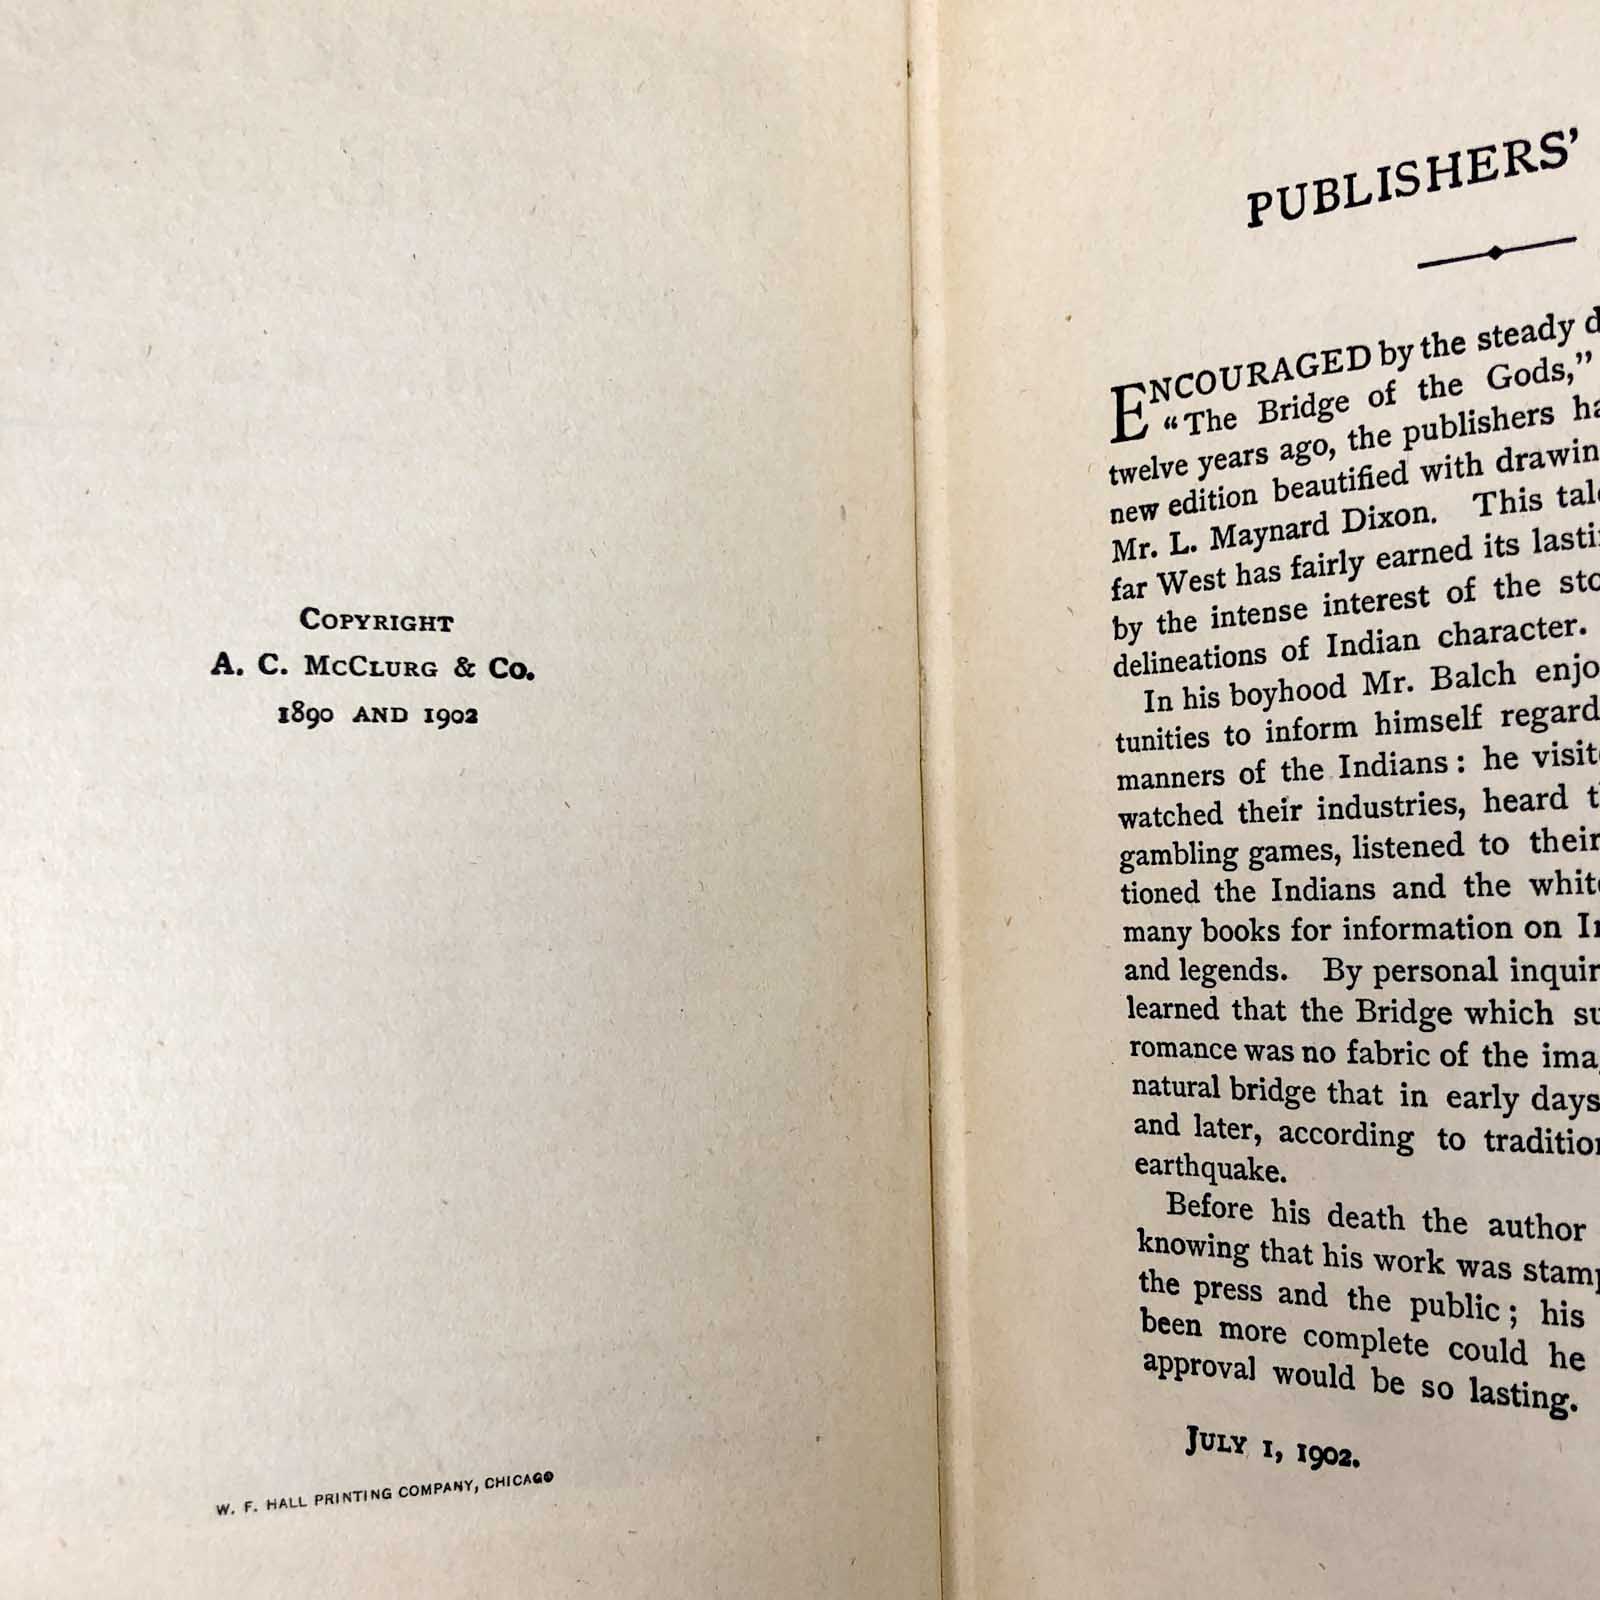 COPYRIGHT
A. C. MCCLURG & CO.
1890 AND 1902
W. F. HALL PRINTING COMPANY, CHICAGO
PUBLISHERS'
ENCOURAGED by the steady
"The Bridge of the Gods,"
twelve years ago, the publishers
new edition beautified with
Mr. L. Maynard Dixon. This
far West has fairly earned its
by the intense interest of the
delineations of Indian character.
In his boyhood Mr. Balch
tunities to inform himself
manners of the Indians: he
watched their industries, heard
gambling games, listened to their
tioned the Indians and the
many books for information on
and legends. By personal
learned that the Bridge which
romance was no fabric of the
natural bridge that in early days
and later, according to
earthquake.
Before his death the author
knowing that his work was
the press and the public; his
been more complete could he
approval would be so lasting.
JULY 1, 1902.